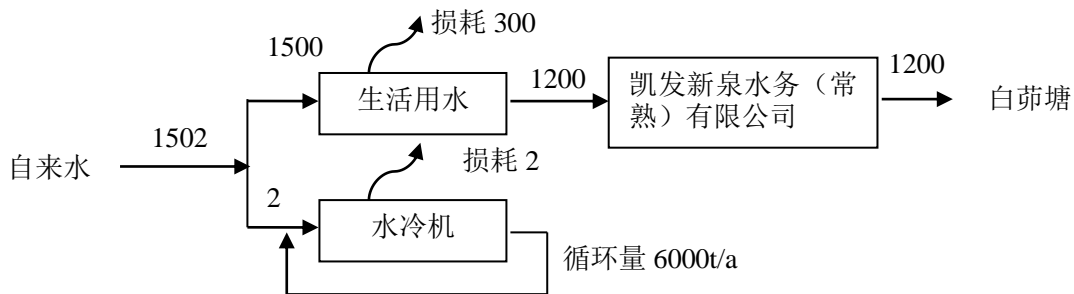 损耗 300
1500
生活用水
1200
凯发新泉水务（常
熟）有限公司
1200
白茆塘
自来水
1502
损耗 2
2
水冷机
循环量 6000t/a